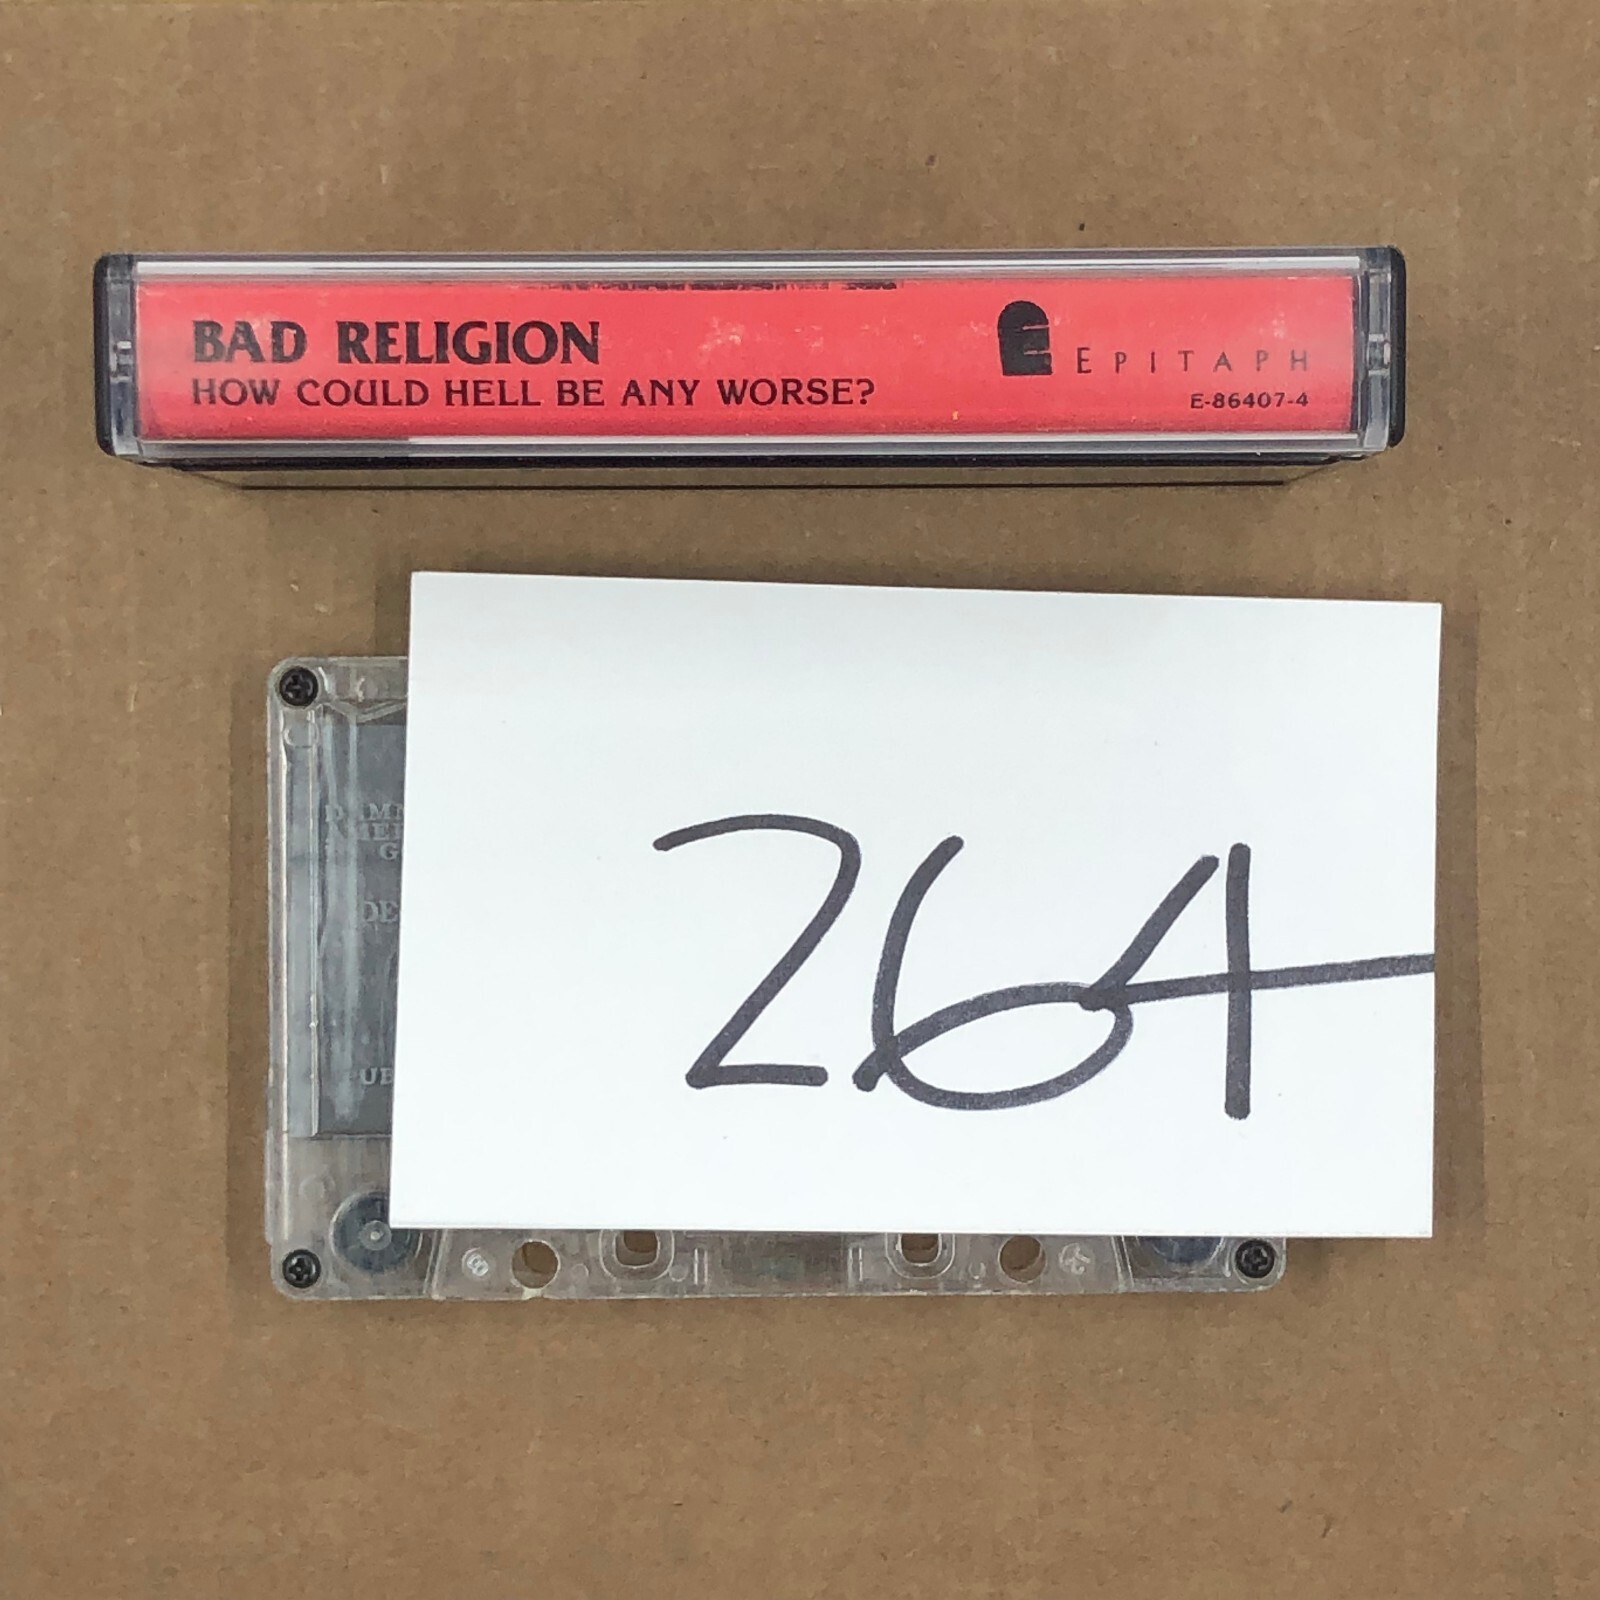 BAD RELIGION
HOW COULD HELL BE ANY WORSE?
EPITAPH
E-86407-4
264